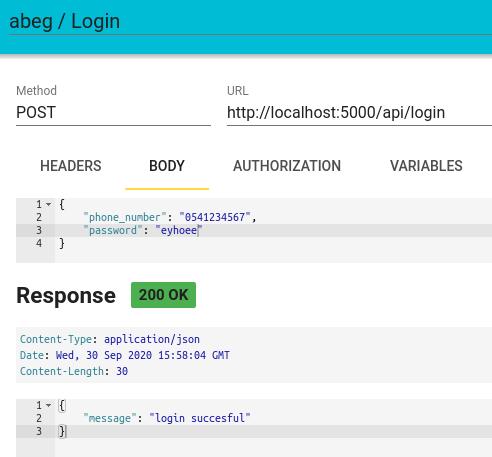 abeg / Login
Method
URL
POST
http://localhost:5000/api/login
HEADERS BODY AUTHORIZATION VARIABLES
1 {
2 "phone_number": "0541234567",
3 "password": "eyhoee"
4 }
Response 200 OK
Content-Type: application/json
Date: Wed, 30 Sep 2020 15:58:04 GMT
Content-Length: 30
1 {
2 "message": "login succesful"
3 }